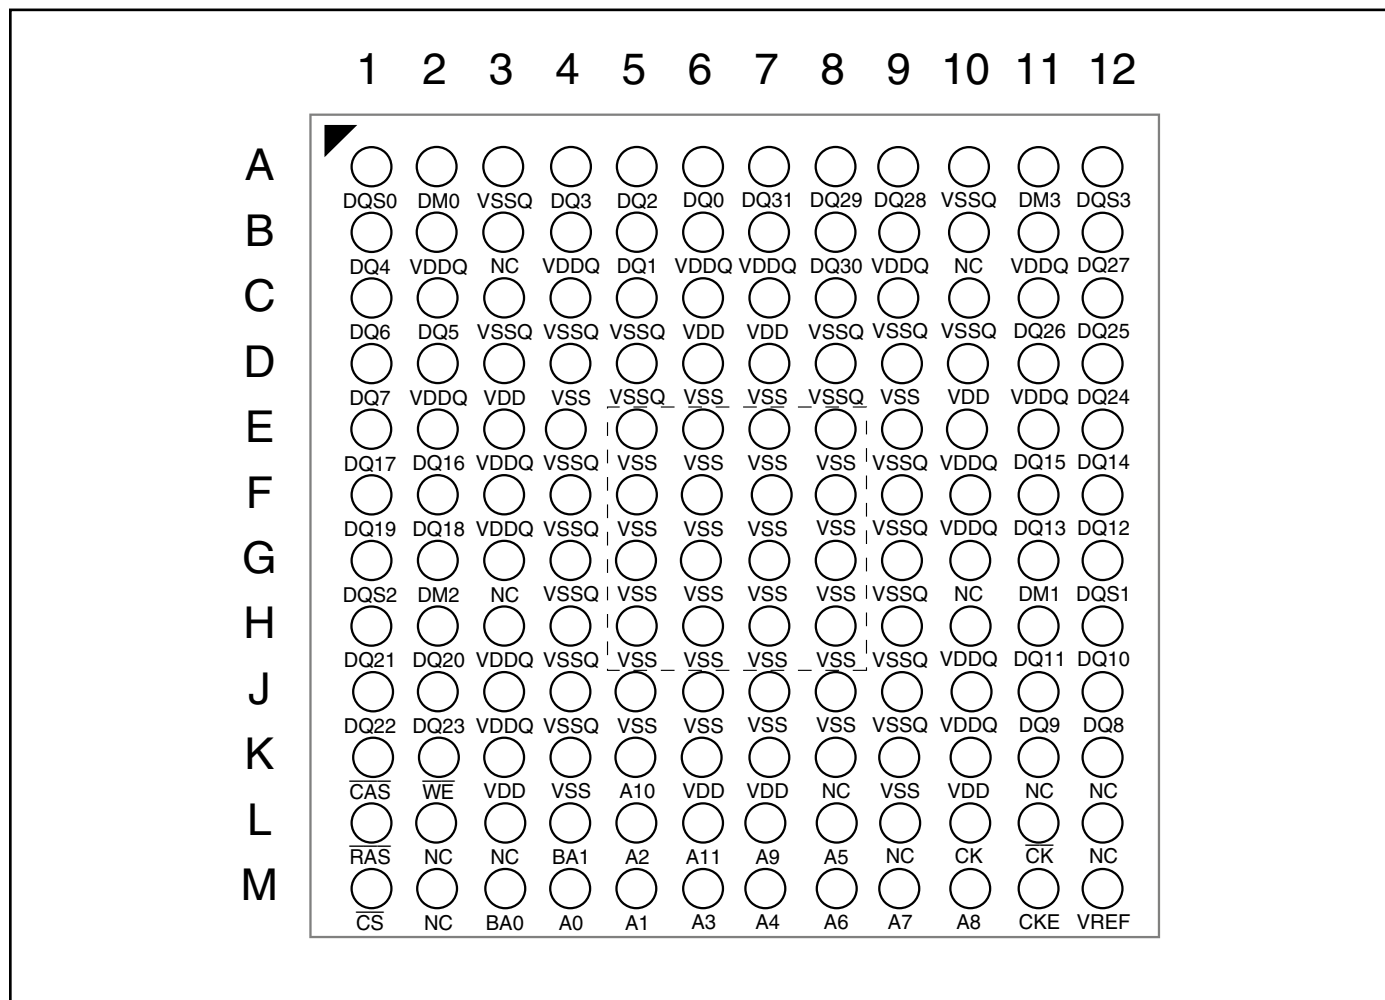 1 2 3 4 5 6 7 8 9 10 11 12
A
DQS0 DM0 VSSQ DQ3 DQ2 DQ0 DQ31 DQ29 DQ28 VSSQ DM3 DQS3
B
DQ4 VDDQ NC VDDQ DQ1 VDDQ VDDQ DQ30 VDDQ NC VDDQ DQ27
C
DQ6 DQ5 VSSQ VSSQ VSSQ VDD VDD VSSQ VSSQ VSSQ DQ26 DQ25
D
DQ7 VDDQ VDD VSS VSSQ VSS VSS VSSQ VSS VDD VDDQ DQ24
E
DQ17 DQ16 VDDQ VSSQ VSS VSS VSS VSS VSSQ VDDQ DQ15 DQ14
F
DQ19 DQ18 VDDQ VSSQ VSS VSS VSS VSS VSSQ VDDQ DQ13 DQ12
G
DQS2 DM2 NC VSSQ VSS VSS VSS VSS VSSQ NC DM1 DQS1
H
DQ21 DQ20 VDDQ VSSQ VSS VSS VSS VSS VSSQ VDDQ DQ11 DQ10
J
DQ22 DQ23 VDDQ VSSQ VSS VSS VSS VSS VSSQ VDDQ DQ9 DQ8
K
C̅A̅S̅ W̅E̅ VDD VSS A10 VDD VDD NC VSS VDD NC NC
L
R̅A̅S̅ NC NC BA1 A2 A11 A9 A5 NC CK C̅K̅ NC
M
C̅S̅ NC BA0 A0 A1 A3 A4 A6 A7 A8 CKE VREF